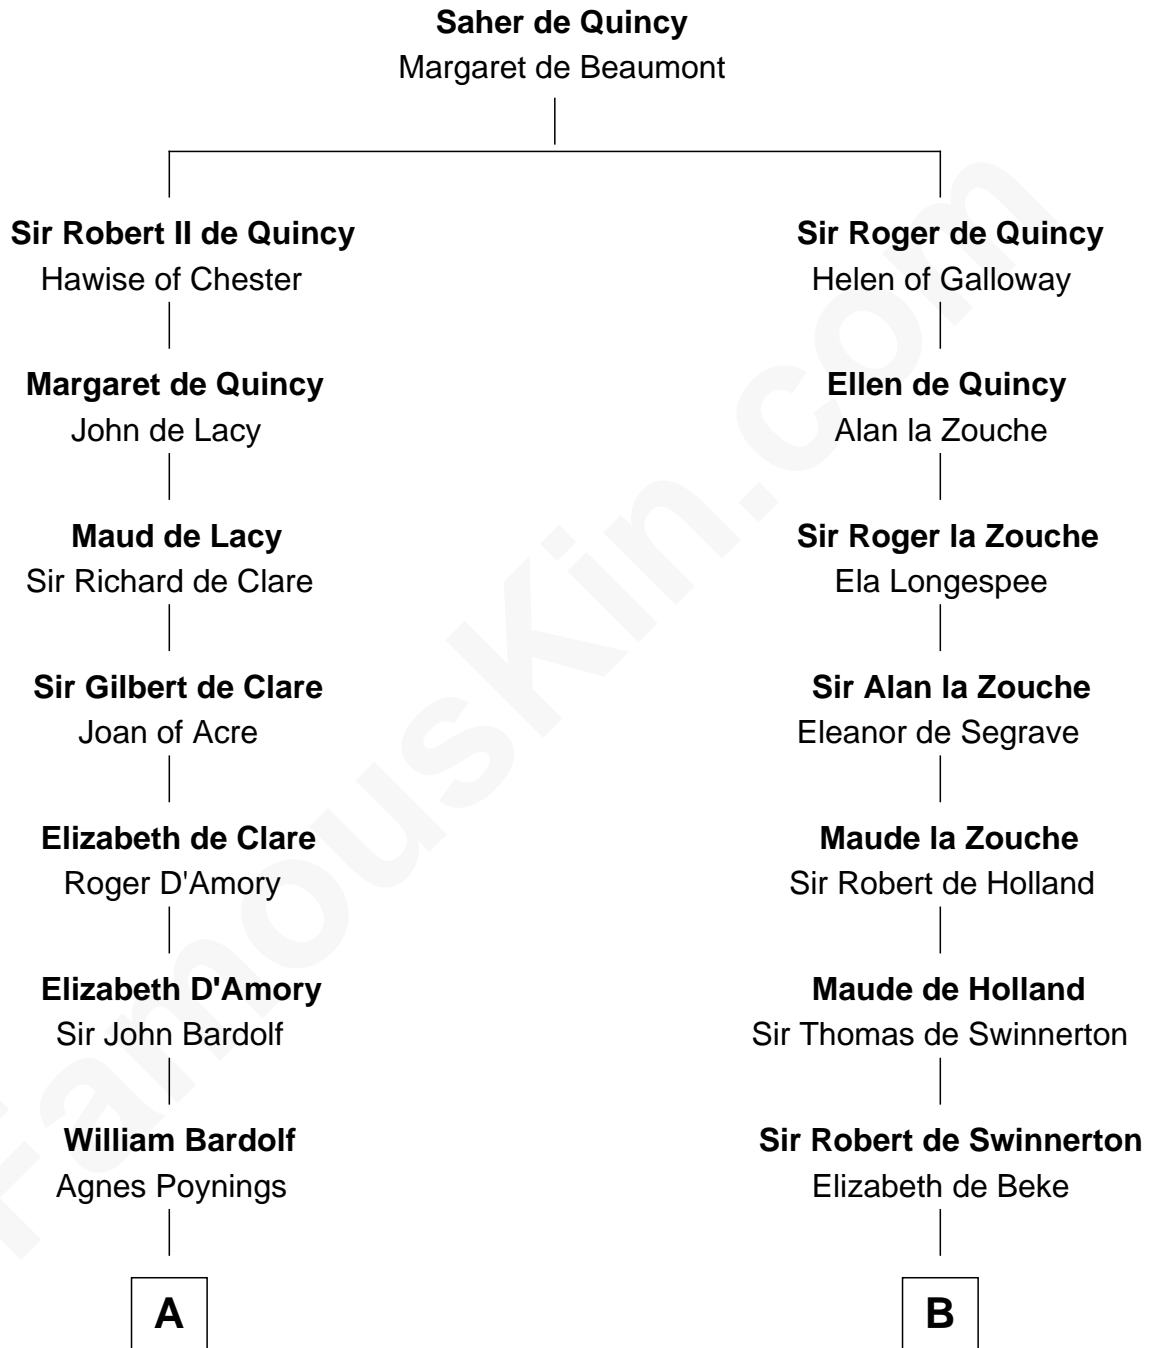 Saher de Quincy
Margaret de Beaumont
Sir Robert II de Quincy
Hawise of Chester
Sir Roger de Quincy
Helen of Galloway
Margaret de Quincy
John de Lacy
Ellen de Quincy
Alan la Zouche
Maud de Lacy
Sir Richard de Clare
Sir Roger la Zouche
Ela Longespee
Sir Gilbert de Clare
Joan of Acre
Sir Alan la Zouche
Eleanor de Segrave
Elizabeth de Clare
Roger D'Amory
Maude la Zouche
Sir Robert de Holland
Elizabeth D'Amory
Sir John Bardolf
Maude de Holland
Sir Thomas de Swinnerton
William Bardolf
Agnes Poynings
Sir Robert de Swinnerton
Elizabeth de Beke
A
B
FamousKin.com